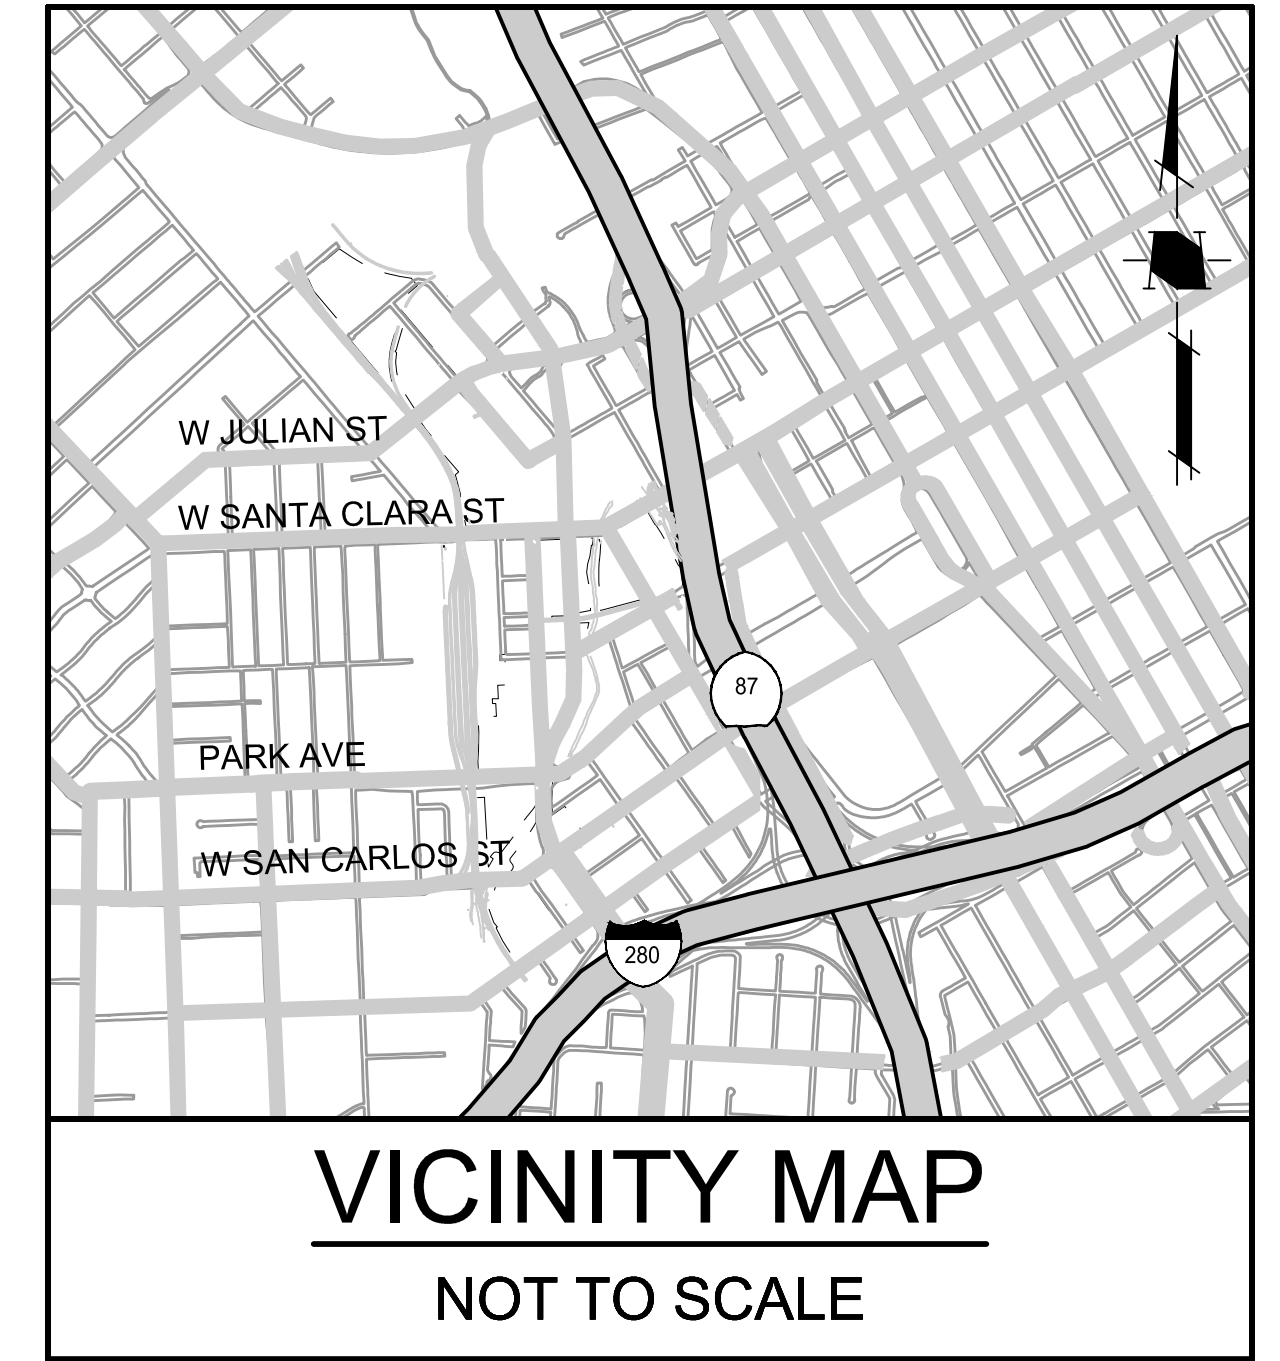 W JULIAN ST
W SANTA CLARA ST
87
PARK AVE
W SAN CARLOS ST
280
VICINITY MAP
NOT TO SCALE